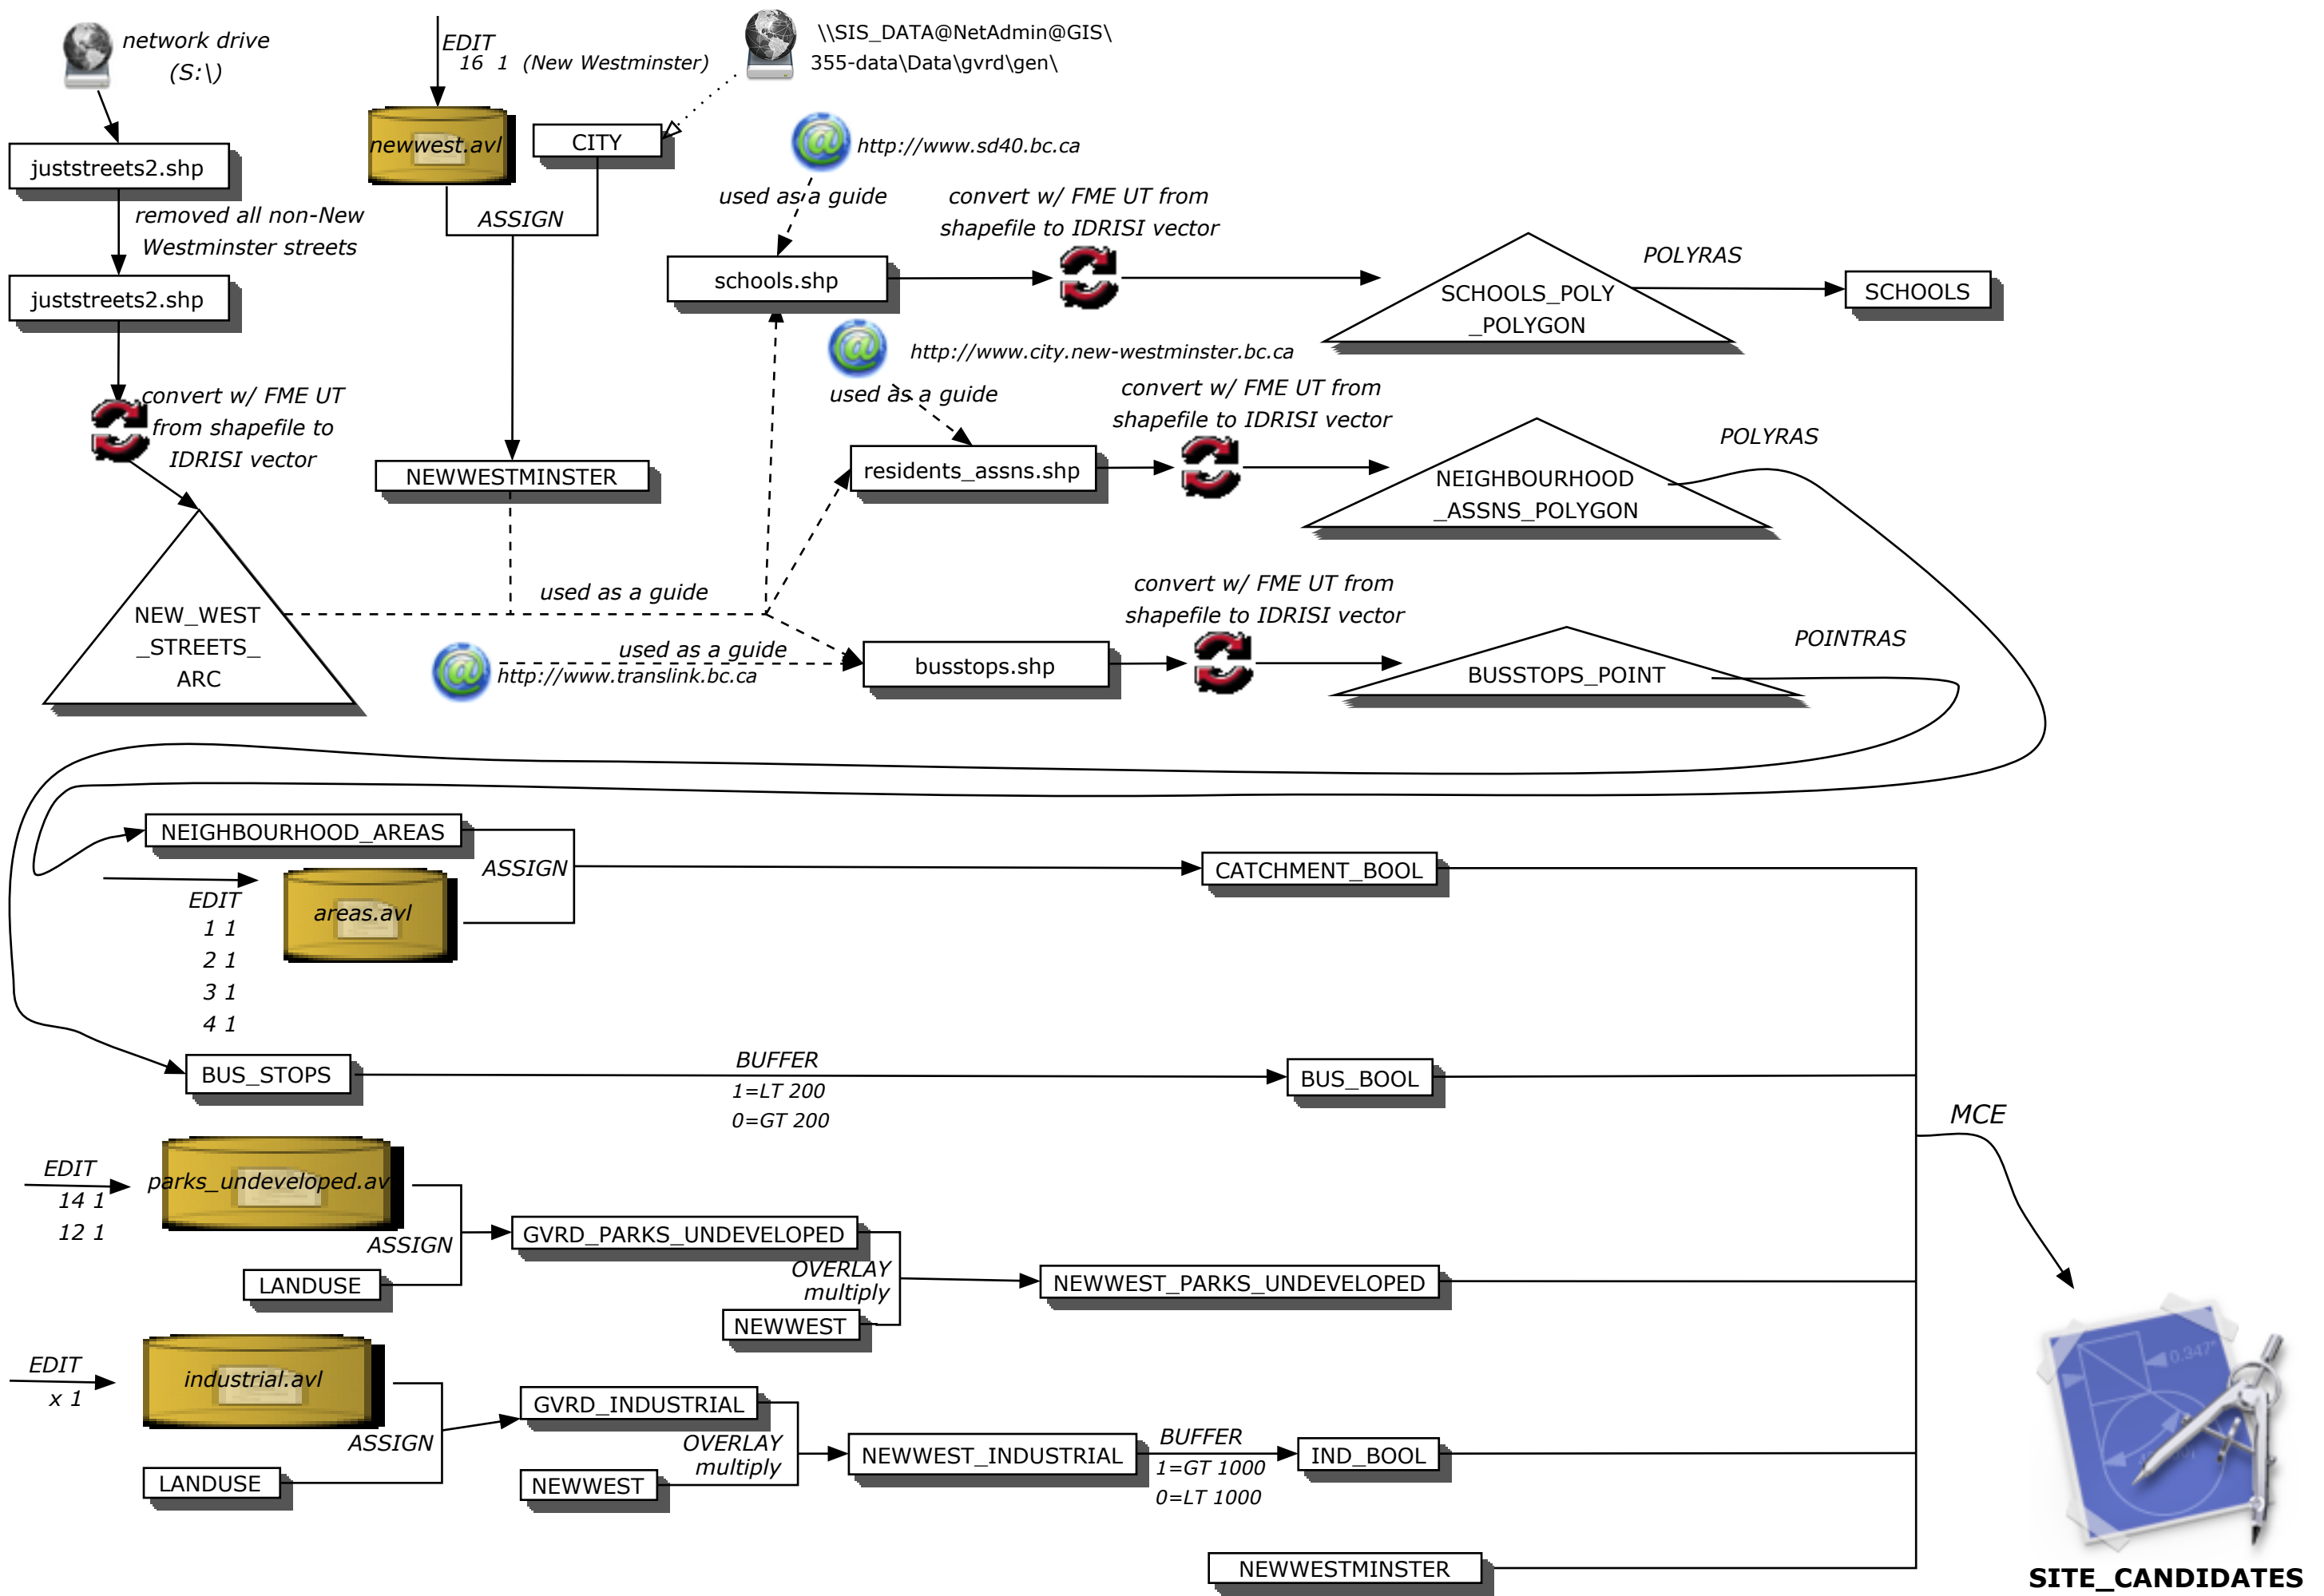 network drive
(S:\)
EDIT
16 1 (New Westminster)
\\SIS_DATA@NetAdmin@GIS\
355-data\Data\gvrd\gen\
juststreets2.shp
newwest.avl
CITY
http://www.sd40.bc.ca
removed all non-New
Westminster streets
ASSIGN
used as a guide
convert w/ FME UT from
shapefile to IDRISI vector
juststreets2.shp
schools.shp
SCHOOLS_POLY
_POLYGON
POLYRAS
SCHOOLS
http://www.city.new-westminster.bc.ca
used as a guide
convert w/ FME UT
from shapefile to
IDRISI vector
convert w/ FME UT from
shapefile to IDRISI vector
NEWWESTMINSTER
residents_assns.shp
NEIGHBOURHOOD
_ASSNS_POLYGON
POLYRAS
NEW_WEST
_STREETS_
ARC
used as a guide
used as a guide
http://www.translink.bc.ca
convert w/ FME UT from
shapefile to IDRISI vector
busstops.shp
BUSSTOPS_POINT
POINTRAS
NEIGHBOURHOOD_AREAS
ASSIGN
CATCHMENT_BOOL
EDIT
1 1
2 1
3 1
4 1
areas.avl
BUS_STOPS
BUFFER
1=LT 200
0=GT 200
BUS_BOOL
MCE
EDIT
14 1
12 1
parks_undeveloped.av
ASSIGN
LANDUSE
GVRD_PARKS_UNDEVELOPED
OVERLAY
multiply
NEWWEST
NEWWEST_PARKS_UNDEVELOPED
EDIT
x 1
industrial.avl
ASSIGN
LANDUSE
GVRD_INDUSTRIAL
OVERLAY
multiply
NEWWEST
NEWWEST_INDUSTRIAL
BUFFER
1=GT 1000
0=LT 1000
IND_BOOL
NEWWESTMINSTER
0.347"
SITE_CANDIDATES